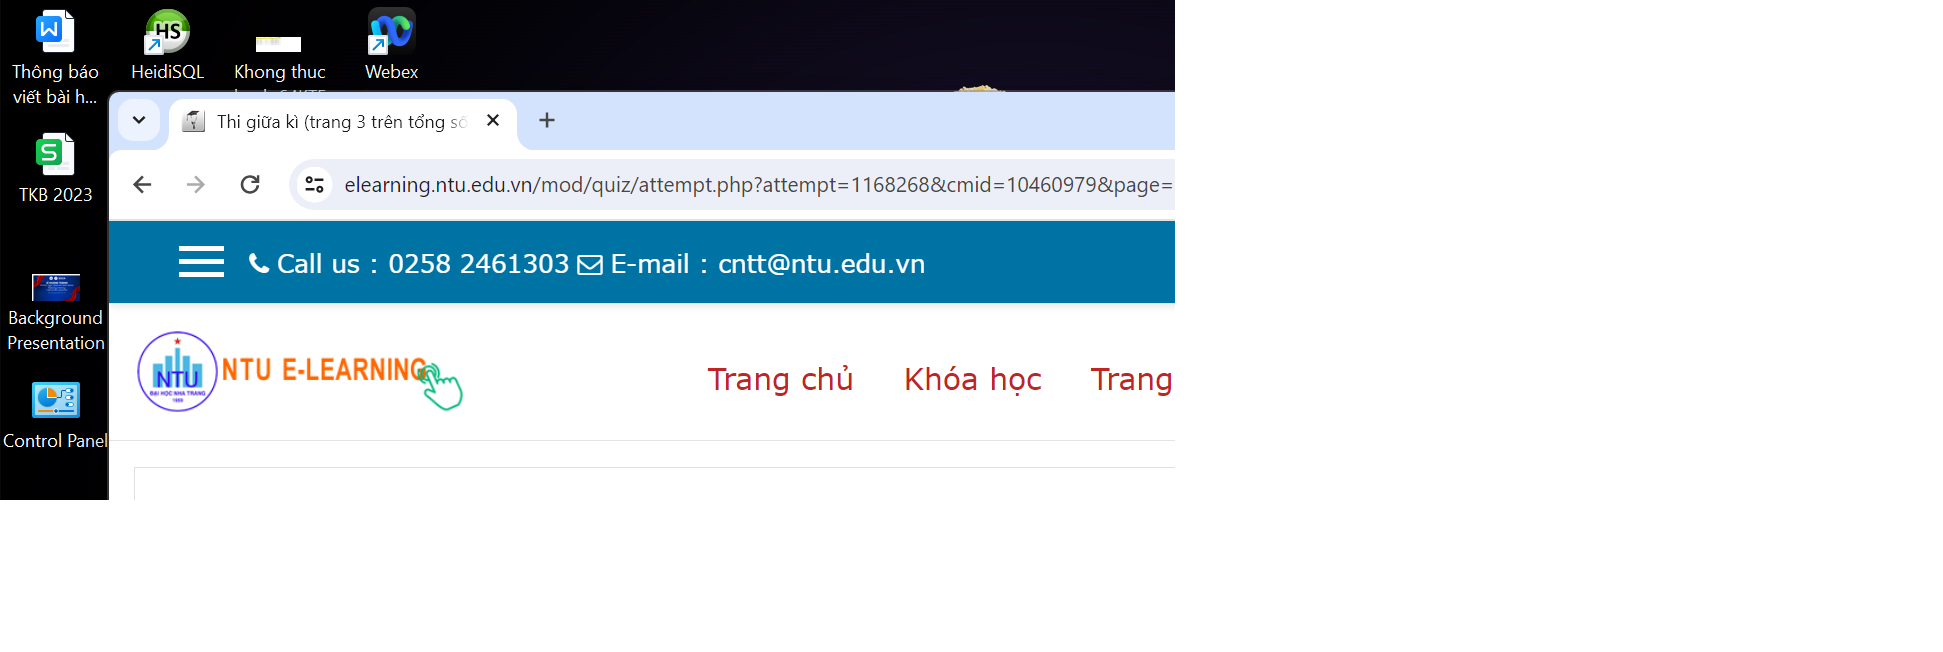 Thông báo
viết bài h...
HeidiSQL
Khong thuc
Webex
TKB 2023
Background
Presentation
Control Panel
Thi giữa kì (trang 3 trên tổng số
elearning.ntu.edu.vn/mod/quiz/attempt.php?attempt=1168268&cmid=10460979&page=
Call us : 0258 2461303 E-mail : cntt@ntu.edu.vn
NTU
ĐẠI HỌC NHA TRANG
1959
NTU E-LEARNING
Trang chủ
Khóa học
Trang
HS
W
S